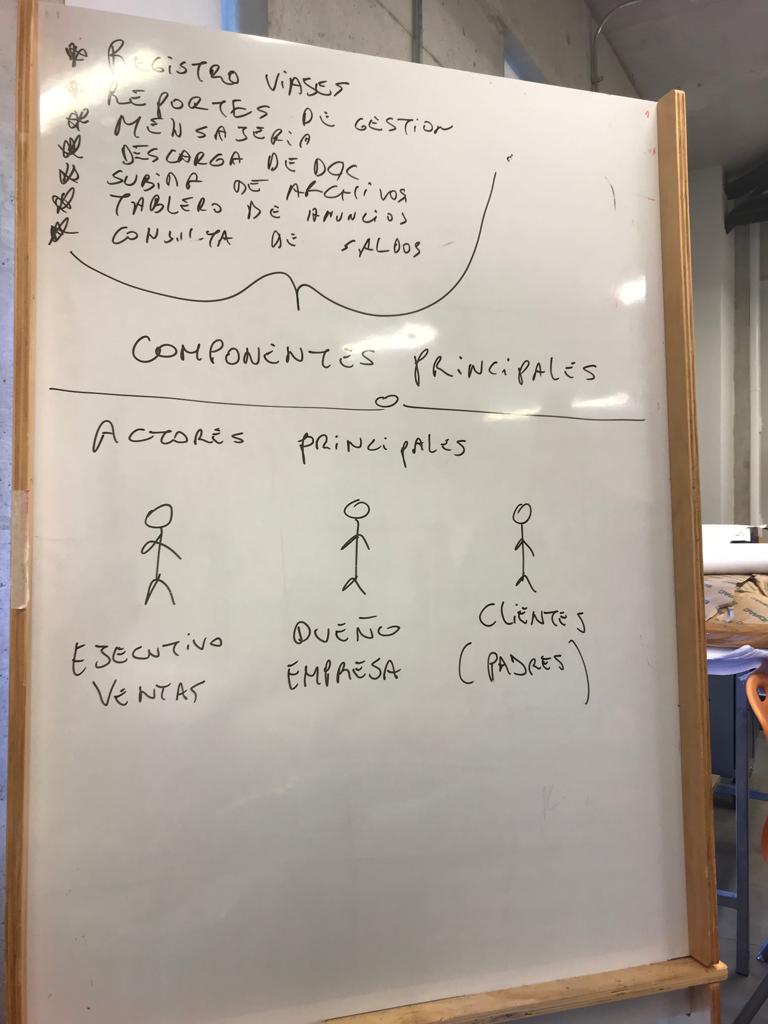 * REGISTRO VIAJES
* REPORTES DE GESTION
* MENSAJERIA
* DESCARGA DE DOC
* SUBIDA DE ARCHIVOS
* TABLERO DE ANUNCIOS
* CONSULTA DE SALDOS
COMPONENTES PRINCIPALES
ACTORES PRINCIPALES
EJECUTIVO
VENTAS
DUEÑO
EMPRESA
CLIENTES
(PADRES)